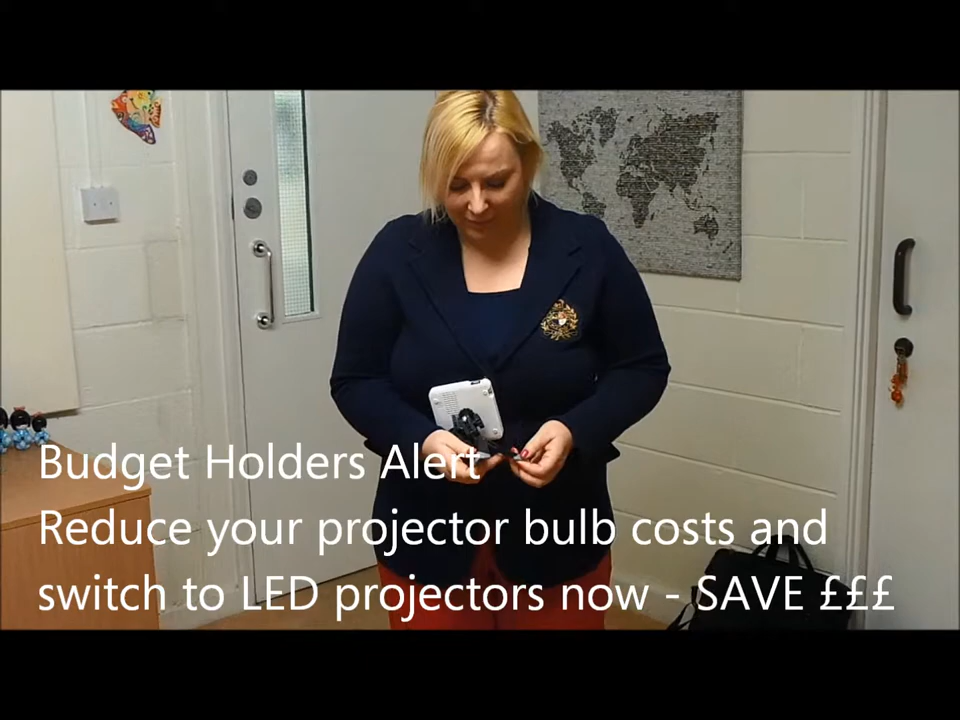 Budget Holders Alert
Reduce your projector bulb costs and
switch to LED projectors now - SAVE £££